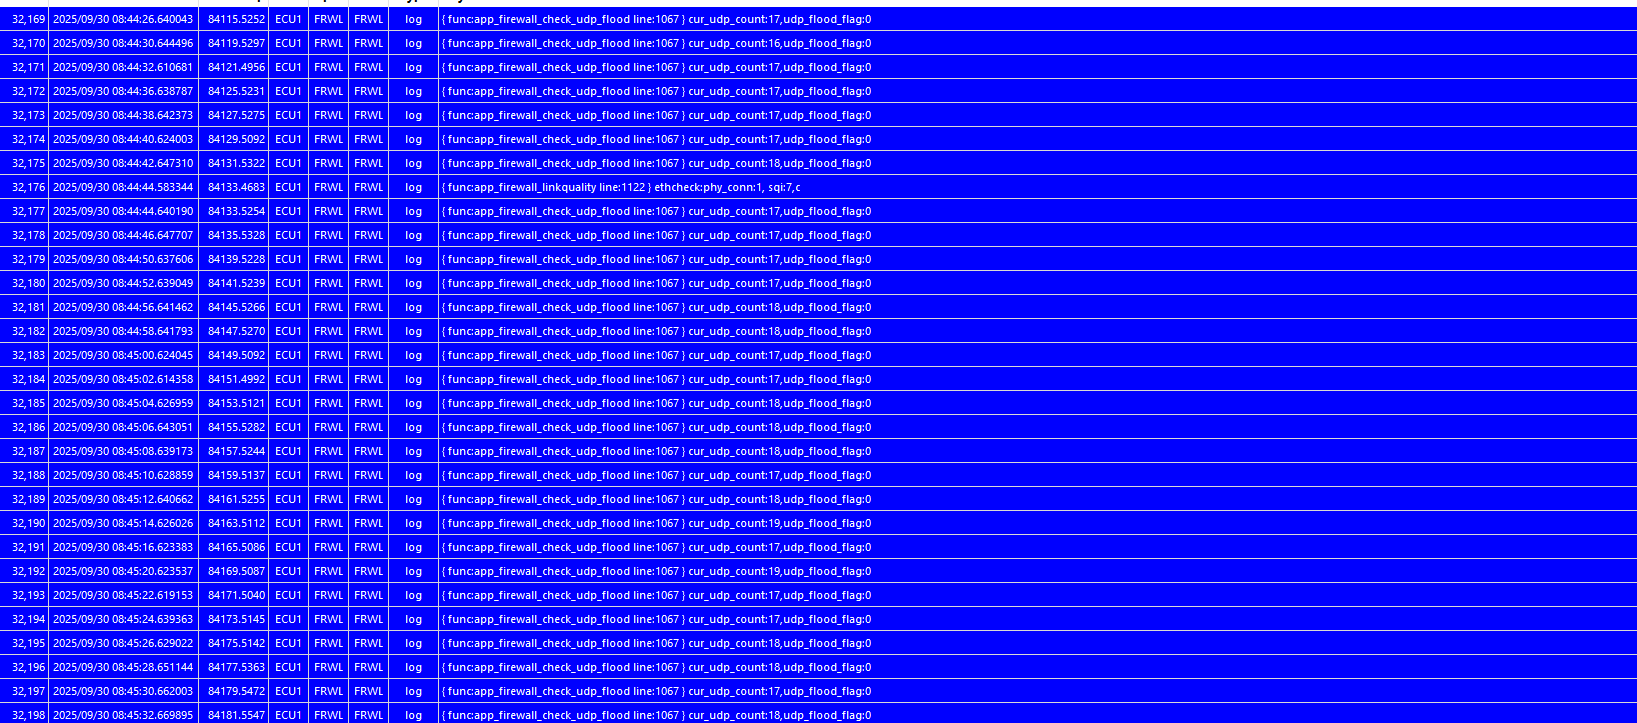 32,169 2025/09/30 08:44:26.640043 84115.5252 ECU1 FRWL FRWL log { func:app_firewall_check_udp_flood line:1067 } cur_udp_count:17,udp_flood_flag:0
32,170 2025/09/30 08:44:30.644496 84119.5297 ECU1 FRWL FRWL log { func:app_firewall_check_udp_flood line:1067 } cur_udp_count:16,udp_flood_flag:0
32,171 2025/09/30 08:44:32.610681 84121.4956 ECU1 FRWL FRWL log { func:app_firewall_check_udp_flood line:1067 } cur_udp_count:17,udp_flood_flag:0
32,172 2025/09/30 08:44:36.638787 84125.5231 ECU1 FRWL FRWL log { func:app_firewall_check_udp_flood line:1067 } cur_udp_count:17,udp_flood_flag:0
32,173 2025/09/30 08:44:38.642373 84127.5275 ECU1 FRWL FRWL log { func:app_firewall_check_udp_flood line:1067 } cur_udp_count:17,udp_flood_flag:0
32,174 2025/09/30 08:44:40.624003 84129.5092 ECU1 FRWL FRWL log { func:app_firewall_check_udp_flood line:1067 } cur_udp_count:17,udp_flood_flag:0
32,175 2025/09/30 08:44:42.647310 84131.5322 ECU1 FRWL FRWL log { func:app_firewall_check_udp_flood line:1067 } cur_udp_count:18,udp_flood_flag:0
32,176 2025/09/30 08:44:44.583344 84133.4683 ECU1 FRWL FRWL log { func:app_firewall_linkquality line:1122 } ethcheck:phy_conn:1, sqi:7,c
32,177 2025/09/30 08:44:44.640190 84133.5254 ECU1 FRWL FRWL log { func:app_firewall_check_udp_flood line:1067 } cur_udp_count:17,udp_flood_flag:0
32,178 2025/09/30 08:44:46.647707 84135.5328 ECU1 FRWL FRWL log { func:app_firewall_check_udp_flood line:1067 } cur_udp_count:17,udp_flood_flag:0
32,179 2025/09/30 08:44:50.637606 84139.5228 ECU1 FRWL FRWL log { func:app_firewall_check_udp_flood line:1067 } cur_udp_count:17,udp_flood_flag:0
32,180 2025/09/30 08:44:52.639049 84141.5239 ECU1 FRWL FRWL log { func:app_firewall_check_udp_flood line:1067 } cur_udp_count:17,udp_flood_flag:0
32,181 2025/09/30 08:44:56.641462 84145.5266 ECU1 FRWL FRWL log { func:app_firewall_check_udp_flood line:1067 } cur_udp_count:18,udp_flood_flag:0
32,182 2025/09/30 08:44:58.641793 84147.5270 ECU1 FRWL FRWL log { func:app_firewall_check_udp_flood line:1067 } cur_udp_count:18,udp_flood_flag:0
32,183 2025/09/30 08:45:00.624045 84149.5092 ECU1 FRWL FRWL log { func:app_firewall_check_udp_flood line:1067 } cur_udp_count:17,udp_flood_flag:0
32,184 2025/09/30 08:45:02.614358 84151.4992 ECU1 FRWL FRWL log { func:app_firewall_check_udp_flood line:1067 } cur_udp_count:17,udp_flood_flag:0
32,185 2025/09/30 08:45:04.626959 84153.5121 ECU1 FRWL FRWL log { func:app_firewall_check_udp_flood line:1067 } cur_udp_count:18,udp_flood_flag:0
32,186 2025/09/30 08:45:06.643051 84155.5282 ECU1 FRWL FRWL log { func:app_firewall_check_udp_flood line:1067 } cur_udp_count:18,udp_flood_flag:0
32,187 2025/09/30 08:45:08.639173 84157.5244 ECU1 FRWL FRWL log { func:app_firewall_check_udp_flood line:1067 } cur_udp_count:18,udp_flood_flag:0
32,188 2025/09/30 08:45:10.628859 84159.5137 ECU1 FRWL FRWL log { func:app_firewall_check_udp_flood line:1067 } cur_udp_count:17,udp_flood_flag:0
32,189 2025/09/30 08:45:12.640662 84161.5255 ECU1 FRWL FRWL log { func:app_firewall_check_udp_flood line:1067 } cur_udp_count:18,udp_flood_flag:0
32,190 2025/09/30 08:45:14.626026 84163.5112 ECU1 FRWL FRWL log { func:app_firewall_check_udp_flood line:1067 } cur_udp_count:19,udp_flood_flag:0
32,191 2025/09/30 08:45:16.623383 84165.5086 ECU1 FRWL FRWL log { func:app_firewall_check_udp_flood line:1067 } cur_udp_count:17,udp_flood_flag:0
32,192 2025/09/30 08:45:20.623537 84169.5087 ECU1 FRWL FRWL log { func:app_firewall_check_udp_flood line:1067 } cur_udp_count:19,udp_flood_flag:0
32,193 2025/09/30 08:45:22.619153 84171.5040 ECU1 FRWL FRWL log { func:app_firewall_check_udp_flood line:1067 } cur_udp_count:17,udp_flood_flag:0
32,194 2025/09/30 08:45:24.639363 84173.5145 ECU1 FRWL FRWL log { func:app_firewall_check_udp_flood line:1067 } cur_udp_count:17,udp_flood_flag:0
32,195 2025/09/30 08:45:26.629022 84175.5142 ECU1 FRWL FRWL log { func:app_firewall_check_udp_flood line:1067 } cur_udp_count:18,udp_flood_flag:0
32,196 2025/09/30 08:45:28.651144 84177.5363 ECU1 FRWL FRWL log { func:app_firewall_check_udp_flood line:1067 } cur_udp_count:18,udp_flood_flag:0
32,197 2025/09/30 08:45:30.662003 84179.5472 ECU1 FRWL FRWL log { func:app_firewall_check_udp_flood line:1067 } cur_udp_count:17,udp_flood_flag:0
32,198 2025/09/30 08:45:32.669895 84181.5547 ECU1 FRWL FRWL log { func:app_firewall_check_udp_flood line:1067 } cur_udp_count:18,udp_flood_flag:0